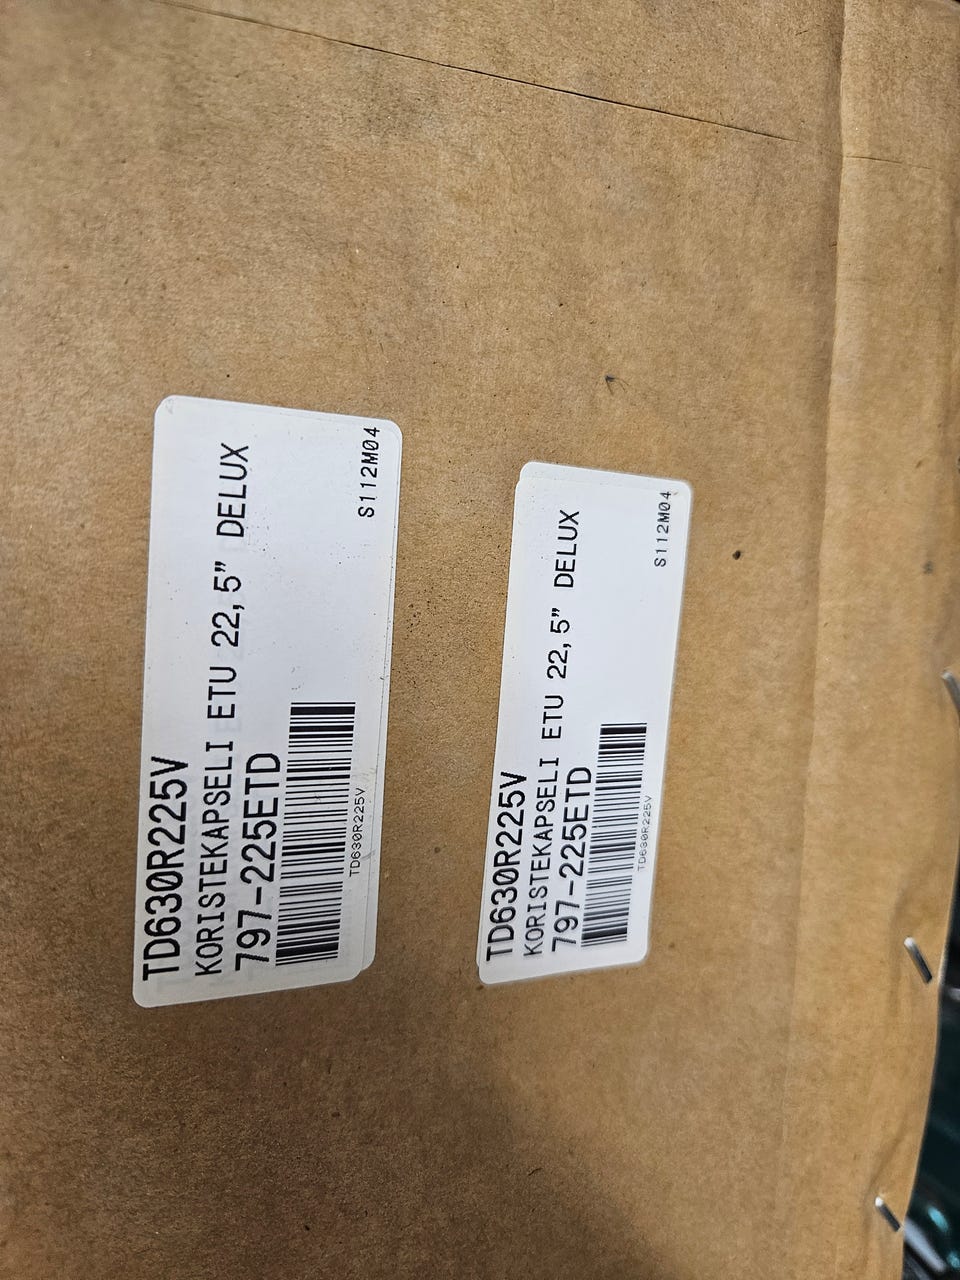 TD630R225V
KORISTEKAPSELI ETU 22,5” DELUX
797-225ETD
TD630R225V
S112M04
TD630R225V
KORISTEKAPSELI ETU 22,5” DELUX
797-225ETD
TD630R225V
S112M04